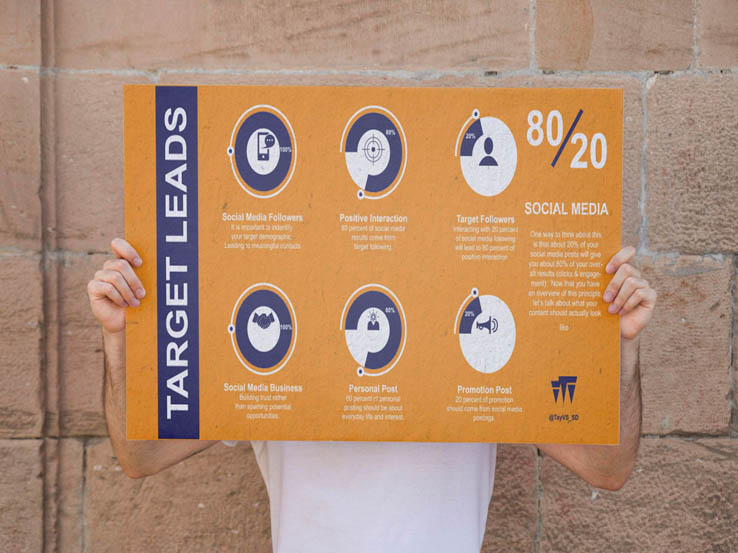 TARGET LEADS
100%
Social Media Followers
It is important to indentify
your target demographic.
Leading to meaningful contacts.
80%
Positive Interaction
80 percent of social media
results come from
target following.
20%
Target Followers
Interacting with 20 percent
of social media following
will lead to 80 percent of
positive interaction
100%
Social Media Business
Building trust rather
than sparking potential
opportunities.
80%
Personal Post
80 percent of personal
posting should be about
everyday life and interest.
20%
Promotion Post
20 percent of promotion
should come from social media
postings.
80/20
SOCIAL MEDIA
One way to think about this
is that about 20% of your
social media posts will give
you about 80% of your over-
all results (clicks & engage-
ment). Now that you have
an overview of this principle,
let's talk about what your
content should actually look
like
@TayVS_SD